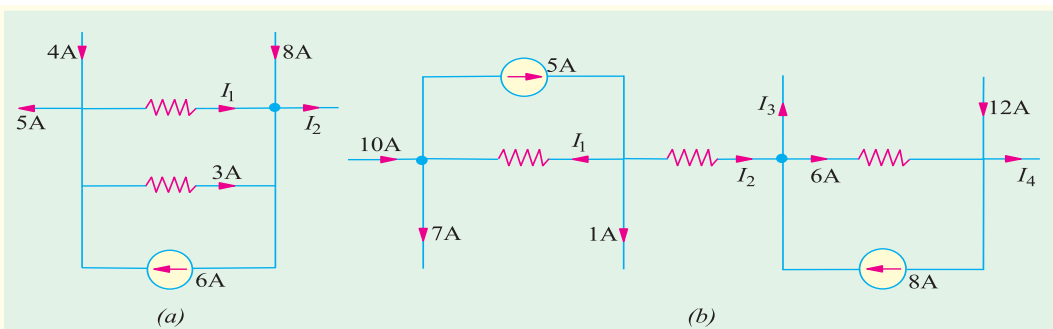 4A 8A
5A I₁ I₂
3A
6A
(a)
5A
10A I₁ I₂ I₃ 6A 12A I₄
7A 1A
8A
(b)